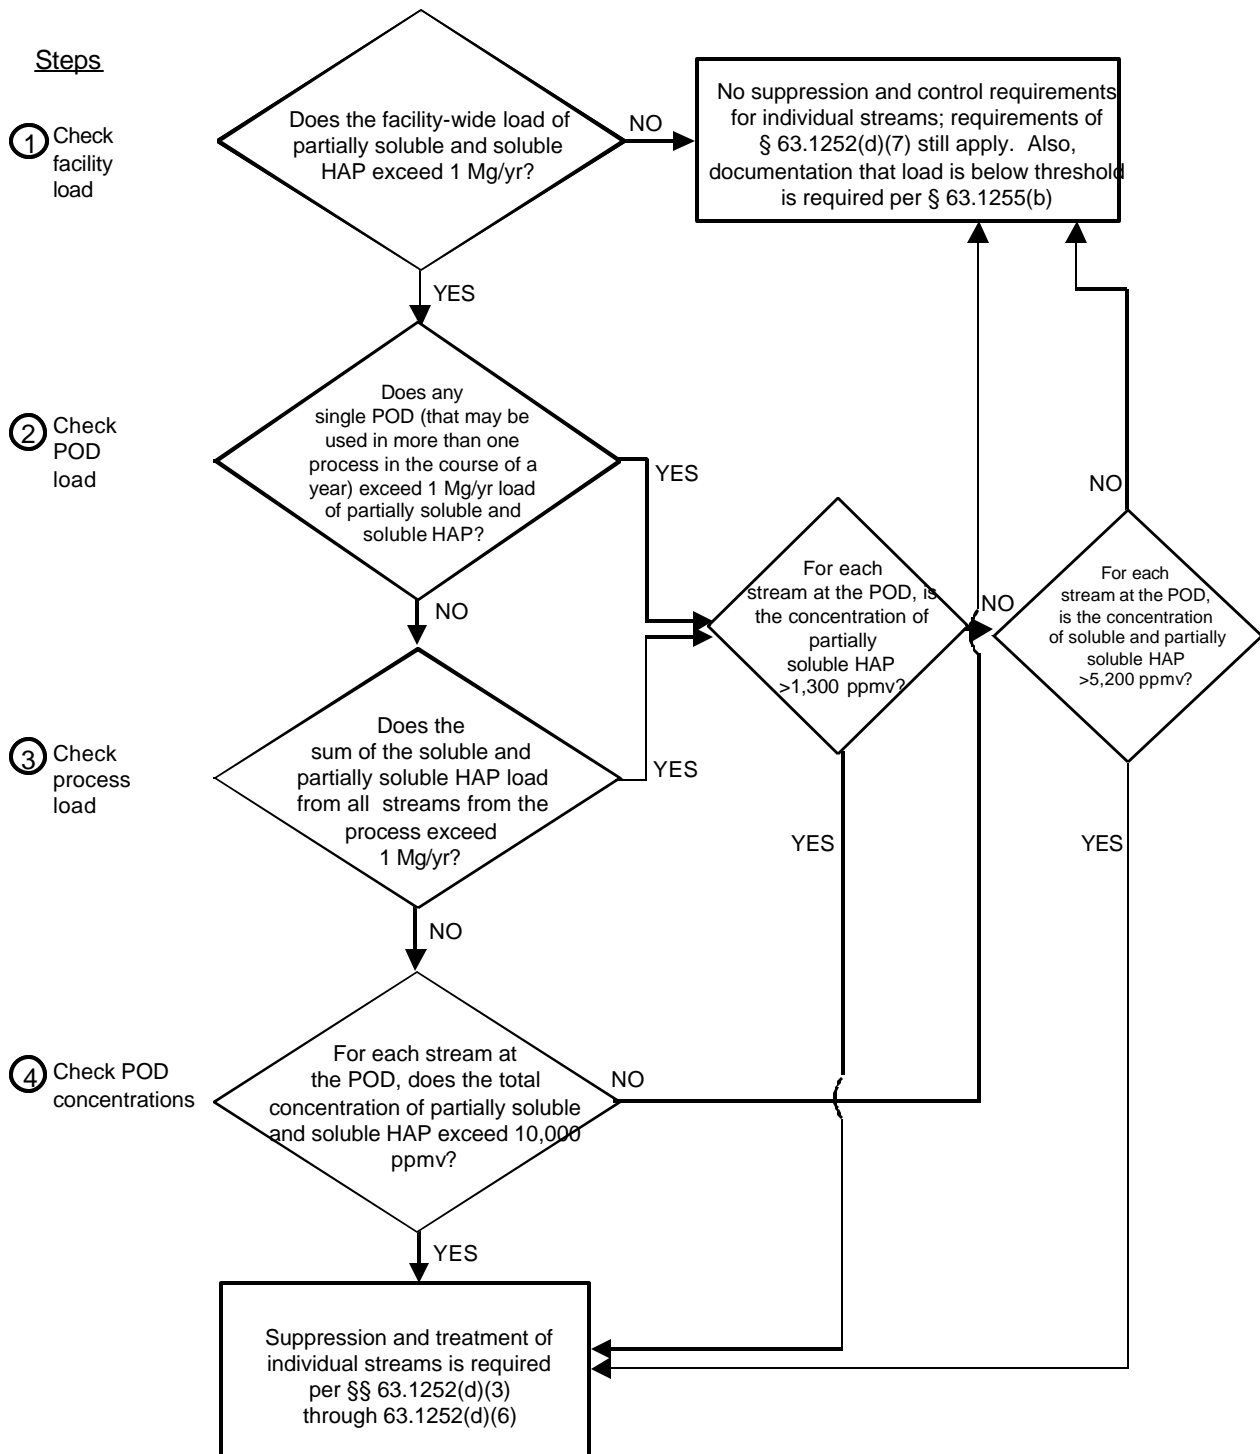 Steps
1 Check
facility
load
Does the facility-wide load of
partially soluble and soluble
HAP exceed 1 Mg/yr?
NO
No suppression and control requirements
for individual streams; requirements of
§ 63.1252(d)(7) still apply.  Also,
documentation that load is below threshold
is required per § 63.1255(b)
YES
2 Check
POD
load
Does any
single POD (that may be
used in more than one
process in the course of a
year) exceed 1 Mg/yr load
of partially soluble and
soluble HAP?
YES
NO
For each
stream at the POD, is
the concentration of
partially
soluble HAP
>1,300 ppmv?
NO
YES
For each
stream at the POD,
is the concentration
of soluble and partially
soluble HAP
>5,200 ppmv?
NO
YES
3 Check
process
load
Does the
sum of the soluble and
partially soluble HAP load
from all  streams from the
process exceed
1 Mg/yr?
YES
NO
4 Check POD
concentrations
For each stream at
the POD, does the total
concentration of partially soluble
and soluble HAP exceed 10,000
ppmv?
NO
YES
Suppression and treatment of
individual streams is required
per §§ 63.1252(d)(3)
through 63.1252(d)(6)